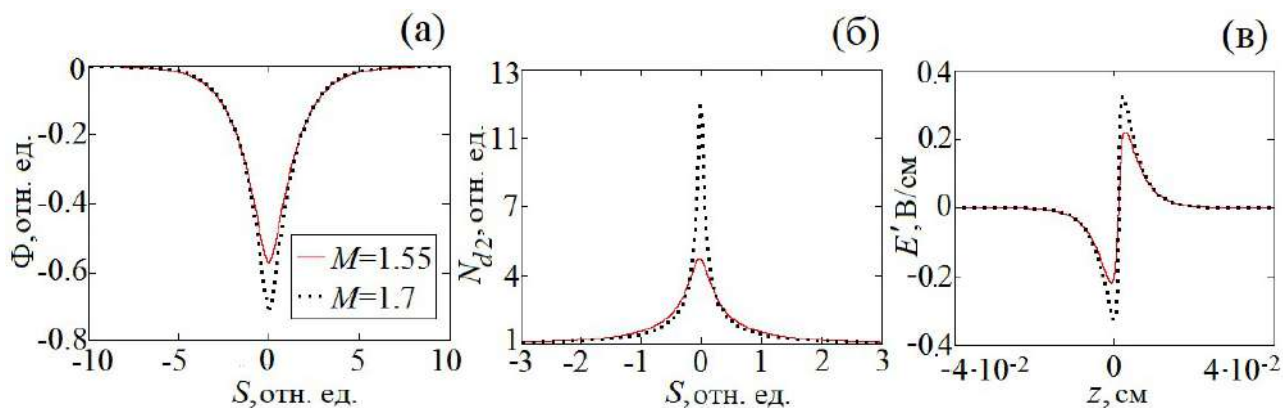 (а)
0
-0.2
-0.4
-0.6
-0.8
Φ, отн. ед.
M=1.55
M=1.7
-10
-5
0
5
10
S, отн. ед.
(б)
13
11
7
4
1
N_{d2}, отн. ед.
-3
-2
-1
0
1
2
3
S, отн. ед.
(в)
0.4
0.2
0
-0.2
-0.4
E′, В/см
-4·10⁻²
0
4·10⁻²
z, см